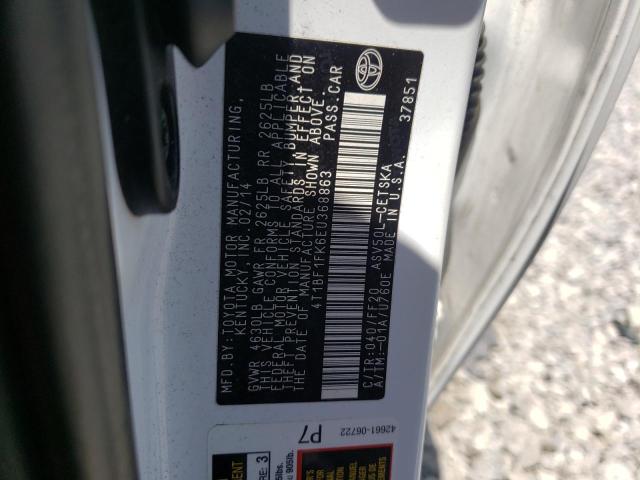 MFD.BY:TOYOTA MOTOR MANUFACTURING,
KENTUCKY, INC. 02/14
GVWR 4630LB GAWR FR 2625LB RR 2625LB
THIS VEHICLE CONFORMS TO ALL APPLICABLE
FEDERAL MOTOR VEHICLE SAFETY, BUMPER, AND
THEFT PREVENTION STANDARDS IN EFFECT ON
THE DATE OF MANUFACTURE SHOWN ABOVE.
4T1BF1FK6EU368863 PASS.CAR
C/TR:040/FF20 ASV50L-CETSKA
A/TM:-01A/U760E MADE IN U.S.A.
37851
42661-06722
P7
3
905lb.